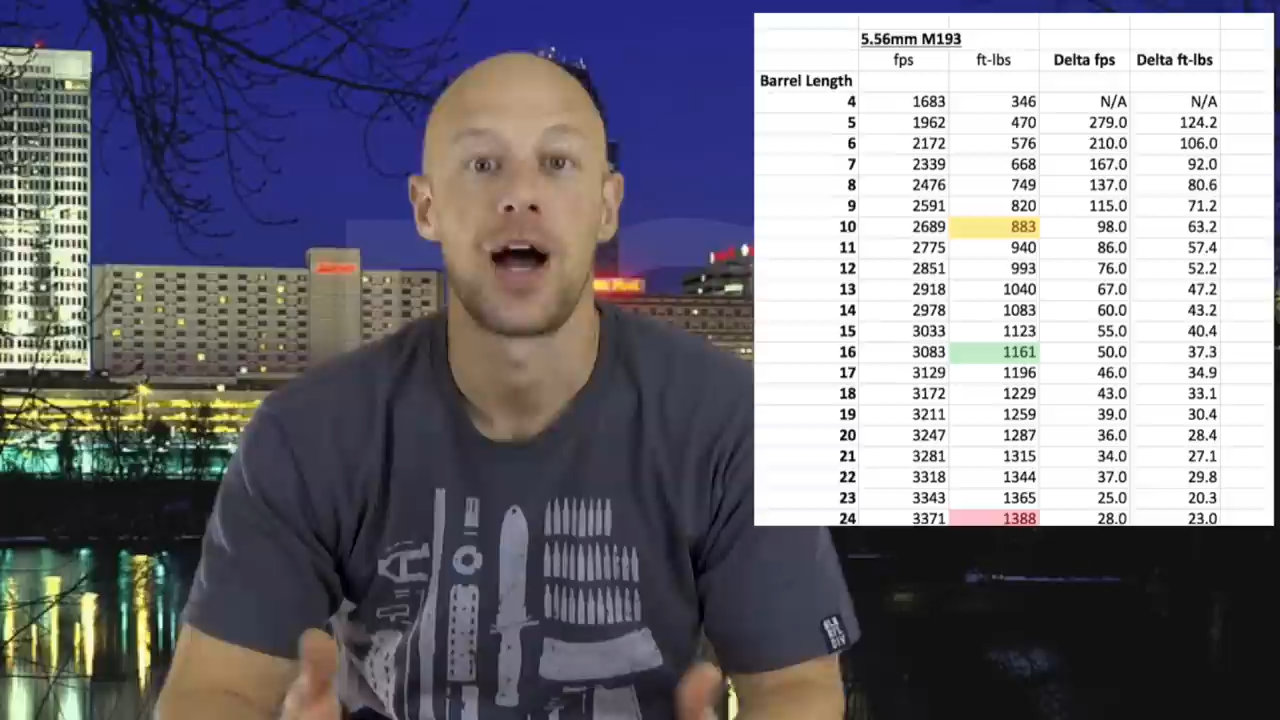 5.56mm M193
fps ft-lbs Delta fps Delta ft-lbs
Barrel Length
4 1683 346 N/A N/A
5 1962 470 279.0 124.2
6 2172 576 210.0 106.0
7 2339 668 167.0 92.0
8 2476 749 137.0 80.6
9 2591 820 115.0 71.2
10 2689 883 98.0 63.2
11 2775 940 86.0 57.4
12 2851 993 76.0 52.2
13 2918 1040 67.0 47.2
14 2978 1083 60.0 43.2
15 3033 1123 55.0 40.4
16 3083 1161 50.0 37.3
17 3129 1196 46.0 34.9
18 3172 1229 43.0 33.1
19 3211 1259 39.0 30.4
20 3247 1287 36.0 28.4
21 3281 1315 34.0 27.1
22 3318 1344 37.0 29.8
23 3343 1365 25.0 20.3
24 3371 1388 28.0 23.0